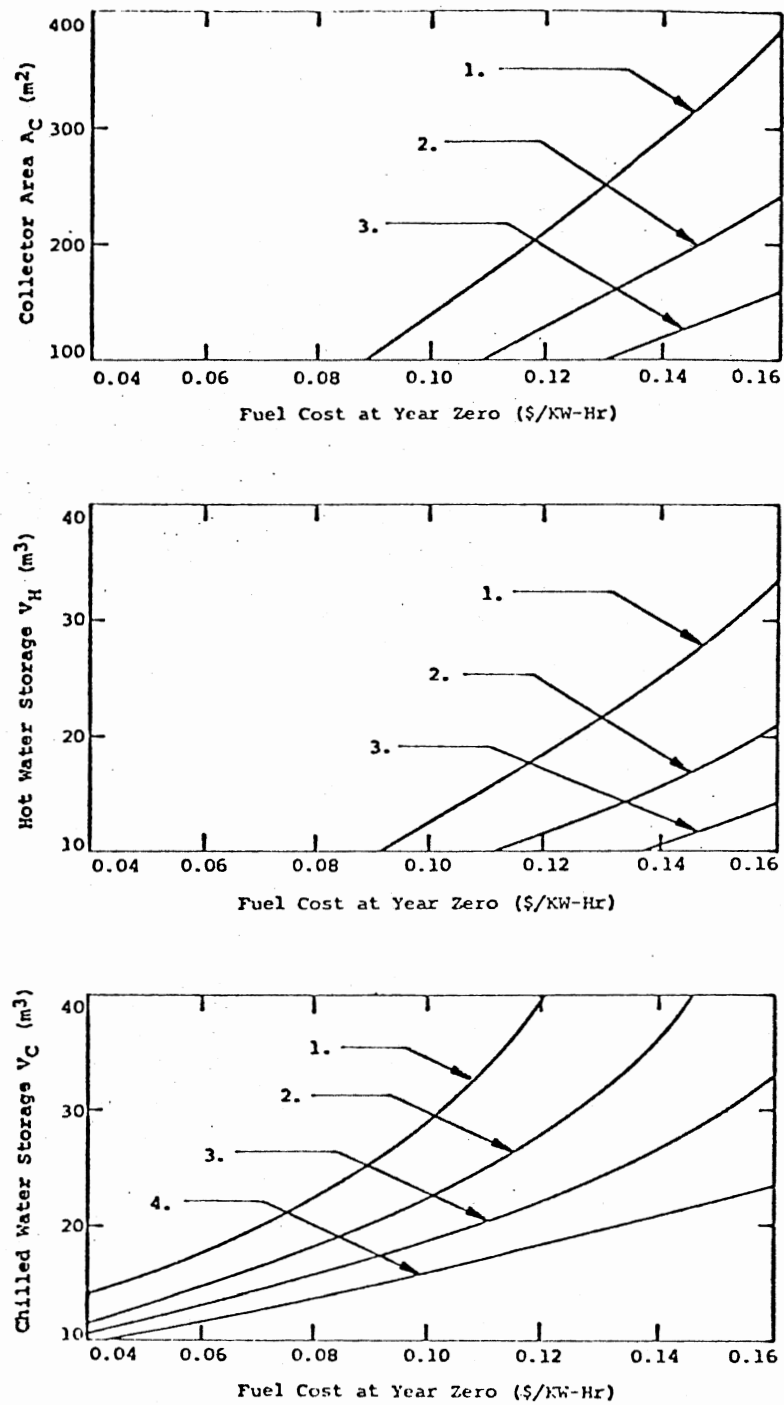 400
300
200
100
Collector Area A_C (m²)
1.
2.
3.
0.04 0.06 0.08 0.10 0.12 0.14 0.16
Fuel Cost at Year Zero ($/KW-Hr)
40
30
20
10
Hot Water Storage V_H (m³)
1.
2.
3.
0.04 0.06 0.08 0.10 0.12 0.14 0.16
Fuel Cost at Year Zero ($/KW-Hr)
40
30
20
10
Chilled Water Storage V_C (m³)
1.
2.
3.
4.
0.04 0.06 0.08 0.10 0.12 0.14 0.16
Fuel Cost at Year Zero ($/KW-Hr)